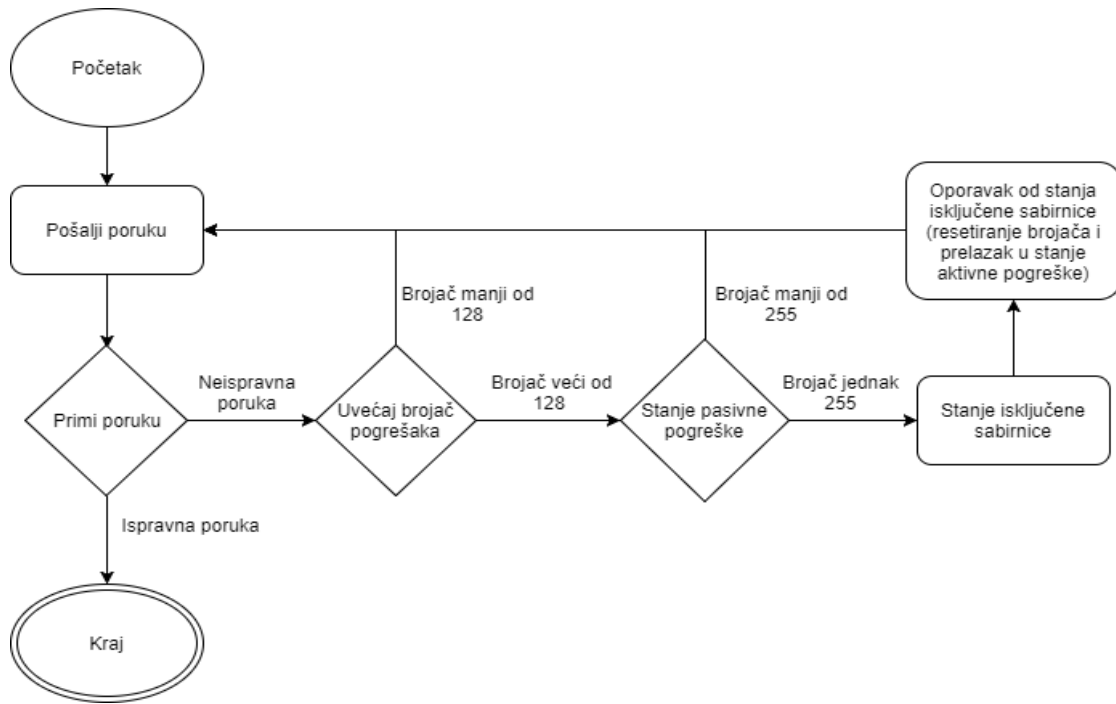 Početak
Pošalji poruku
Oporavak od stanja
isključene sabirnice
(resetiranje brojača i
prelazak u stanje
aktivne pogreške)
Brojač manji od
128
Brojač manji od
255
Primi poruku
Neispravna
poruka
Uvećaj brojač
pogrešaka
Brojač veći od
128
Stanje pasivne
pogreške
Brojač jednak
255
Stanje isključene
sabirnice
Ispravna poruka
Kraj